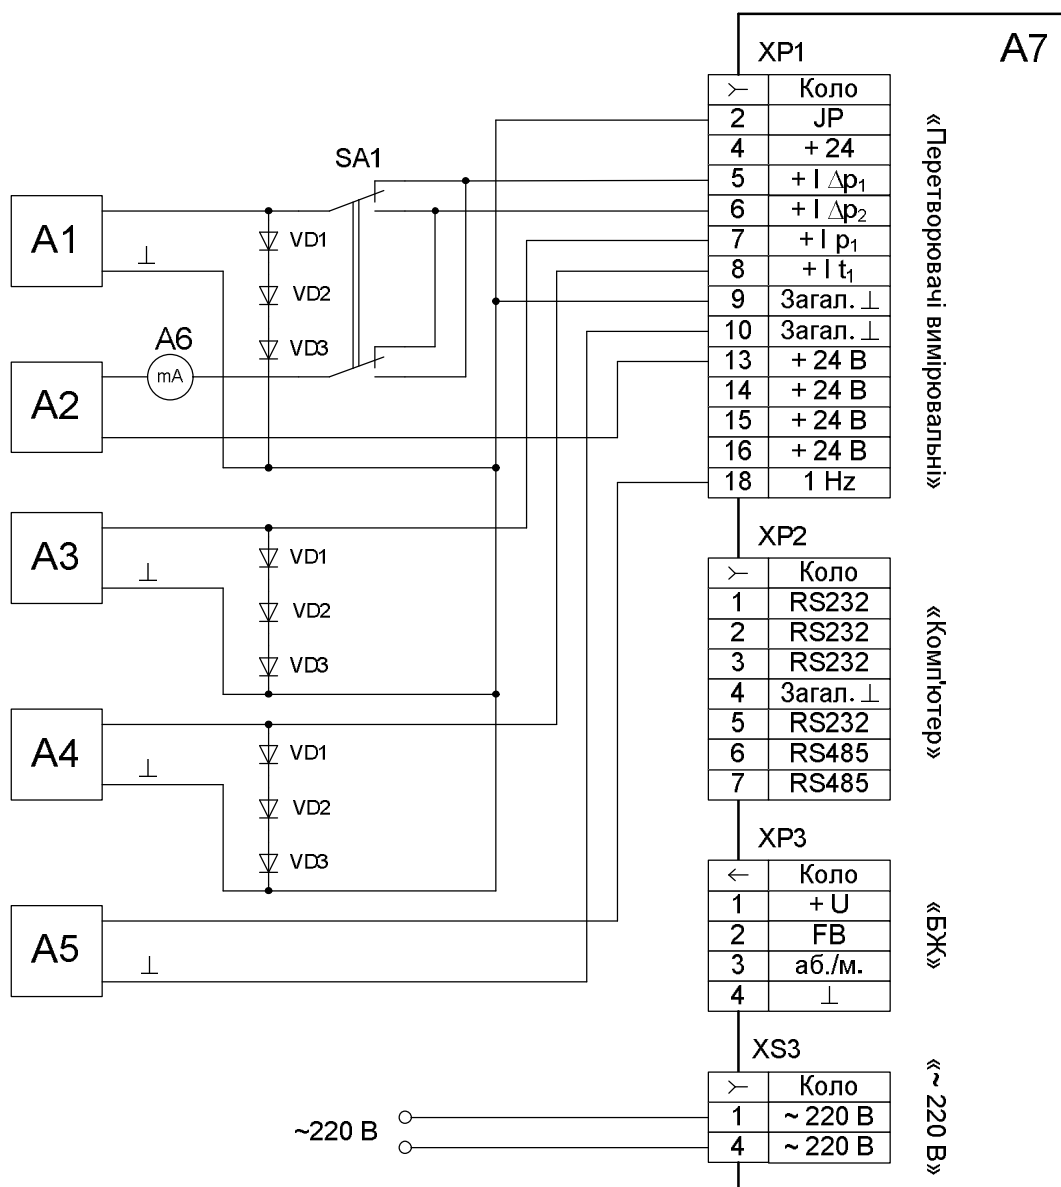 A7
XP1
Коло
2 JP
4 + 24
5 + I Δp₁
6 + I Δp₂
7 + I p₁
8 + I t₁
9 Загал. ⊥
10 Загал. ⊥
13 + 24 В
14 + 24 В
15 + 24 В
16 + 24 В
18 1 Hz
«Перетворювачі вимірювальні»
SA1
A1
⊥
VD1
VD2
VD3
A6
mA
A2
A3
⊥
VD1
VD2
VD3
A4
⊥
VD1
VD2
VD3
A5
⊥
XP2
Коло
1 RS232
2 RS232
3 RS232
4 Загал. ⊥
5 RS232
6 RS485
7 RS485
«Комп'ютер»
XP3
Коло
1 + U
2 FB
3 аб./м.
4 ⊥
«БЖ»
XS3
Коло
1 ~ 220 В
4 ~ 220 В
«~ 220 В»
~220 В